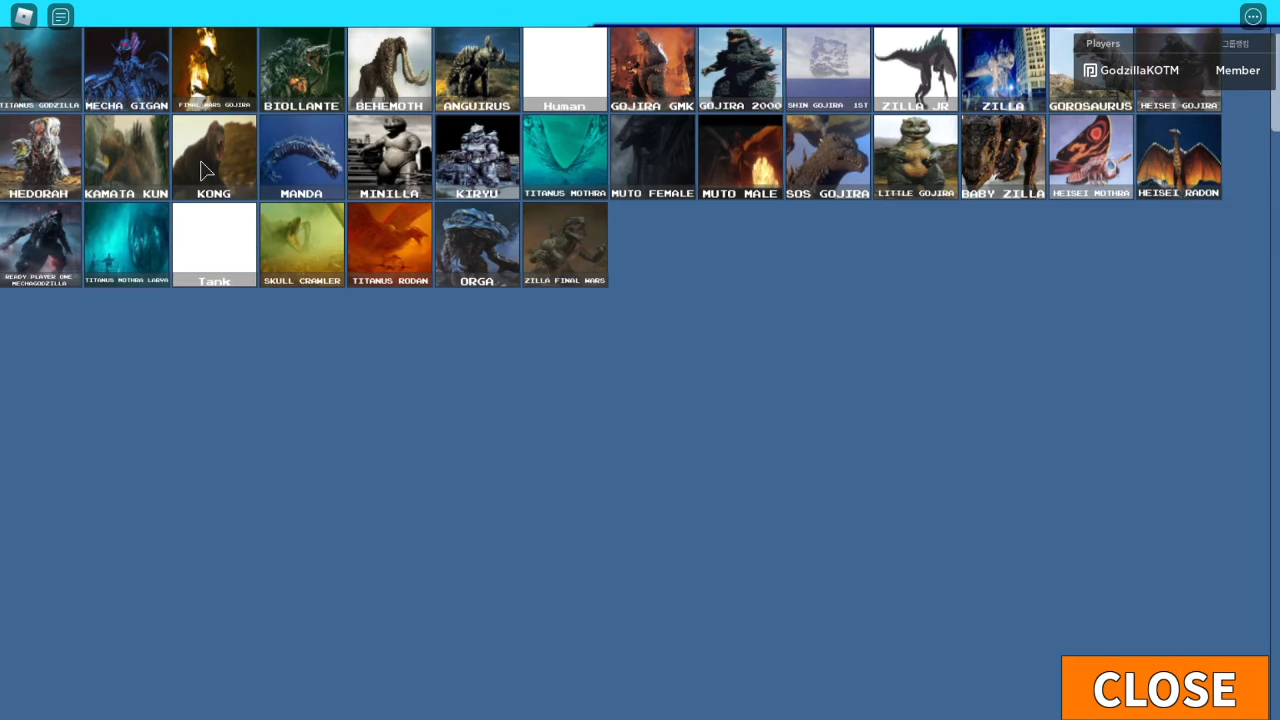 Players 그룹랭킹
GodzillaKOTM Member
TITANUS GODZILLA
MECHA GIGAN
FINAL WARS GOJIRA
BIOLLANTE
BEHEMOTH
ANGUIRUS
Human
GOJIRA GMK
GOJIRA 2000
SHIN GOJIRA 1ST
ZILLA JR
ZILLA
GOROSAURUS
HEISEI GOJIRA
HEDORAH
KAMATA KUN
KONG
MANDA
MINILLA
KIRYU
TITANUS MOTHRA
MUTO FEMALE
MUTO MALE
SOS GOJIRA
LITTLE GOJIRA
BABY ZILLA
HEISEI MOTHRA
HEISEI RADON
READY PLAYER ONE
MECHAGODZILLA
TITANUS MOTHRA LARVA
Tank
SKULL CRAWLER
TITANUS RODAN
ORGA
ZILLA FINAL WARS
CLOSE